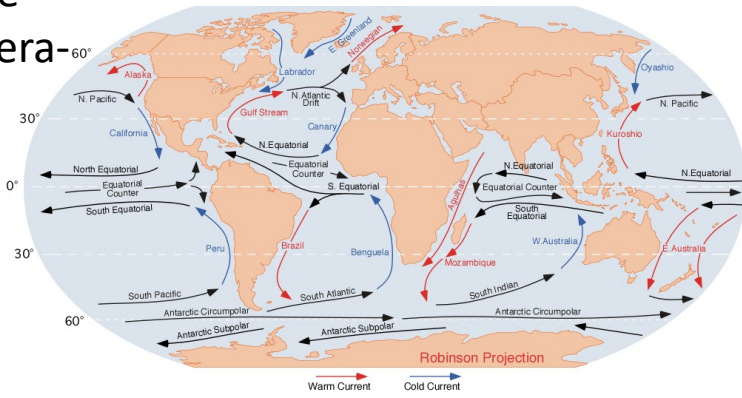 era-
60°
Alaska
N. Pacific
California
Labrador
E. Greenland
Norwegian
N. Atlantic
Drift
Gulf Stream
Canary
Oyashio
N. Pacific
Kuroshio
30°
North Equatorial
Equatorial
Counter
South Equatorial
N.Equatorial
Equatorial
Counter
S. Equatorial
N.Equatorial
Equatorial Counter
South
Equatorial
N.Equatorial
0°
Agulhas
Peru
Brazil
Benguela
Mozambique
W.Australia
E.Australia
30°
South Pacific
South Atlantic
South Indian
Antarctic Circumpolar
Antarctic Circumpolar
60°
Antarctic Subpolar
Antarctic Subpolar
Robinson Projection
Warm Current
Cold Current